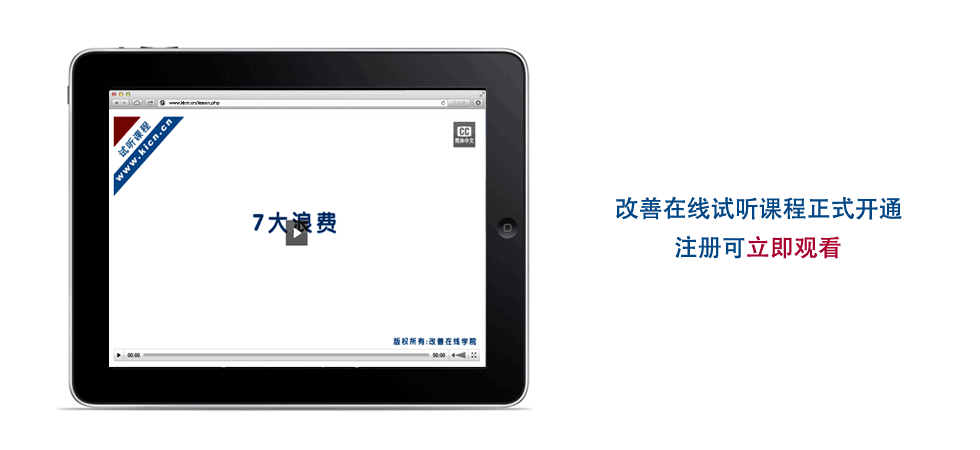 www.kicn.cn/lesson.php
试听课程
www.kicn.cn
CC
简体中文
7大浪费
版权所有:改善在线学院
00:00
00:00
改善在线试听课程正式开通
注册可立即观看